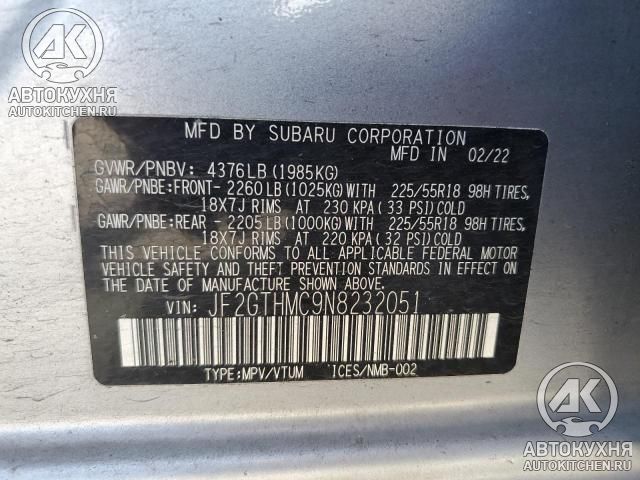 АК
АВТОКУХНЯ
AUTOKITCHEN.RU
MFD BY SUBARU CORPORATION
MFD IN 02/22
GVWR/PNBV: 4376LB (1985KG)
GAWR/PNBE:FRONT- 2260LB(1025KG)WITH 225/55R18 98H TIRES,
18X7J RIMS AT 230 KPA (33 PSI)COLD
GAWR/PNBE:REAR - 2205LB(1000KG)WITH 225/55R18 98H TIRES,
18X7J RIMS AT 220 KPA (32 PSI)COLD
THIS VEHICLE CONFORMS TO ALL APPLICABLE FEDERAL MOTOR
VEHICLE SAFETY AND THEFT PREVENTION STANDARDS IN EFFECT ON
THE DATE OF MANUFACTURE SHOWN ABOVE.
VIN: JF2GTHMC9N8232051
TYPE:MPV/VTUM ICES/NMB-002
АК
АВТОКУХНЯ
AUTOKITCHEN.RU